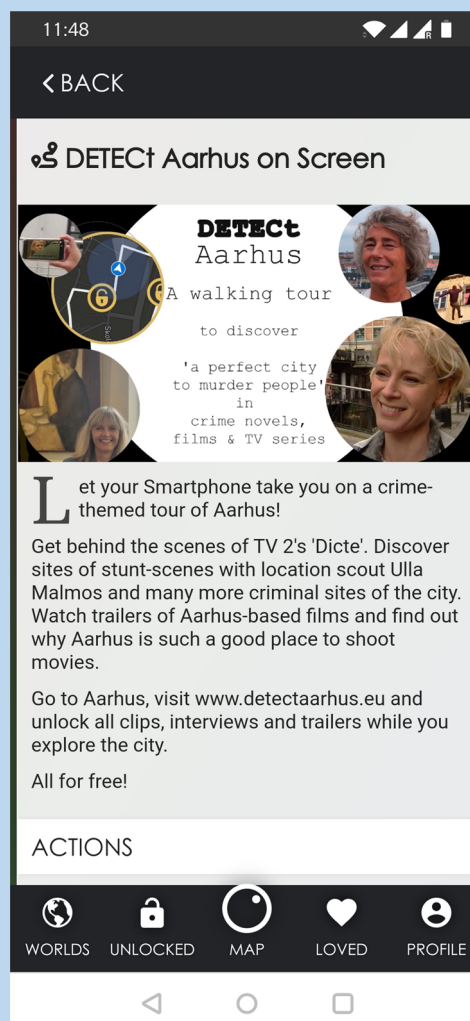 11:48
R
BACK
DETECt Aarhus on Screen
DETECt
Aarhus
A walking tour
to discover
'a perfect city
to murder people'
in
crime novels,
films & TV series
Skol
Let your Smartphone take you on a crime-
themed tour of Aarhus!
Get behind the scenes of TV 2's 'Dicte'. Discover
sites of stunt-scenes with location scout Ulla
Malmos and many more criminal sites of the city.
Watch trailers of Aarhus-based films and find out
why Aarhus is such a good place to shoot
movies.
Go to Aarhus, visit www.detectaarhus.eu and
unlock all clips, interviews and trailers while you
explore the city.
All for free!
ACTIONS
WORLDS UNLOCKED MAP LOVED PROFILE